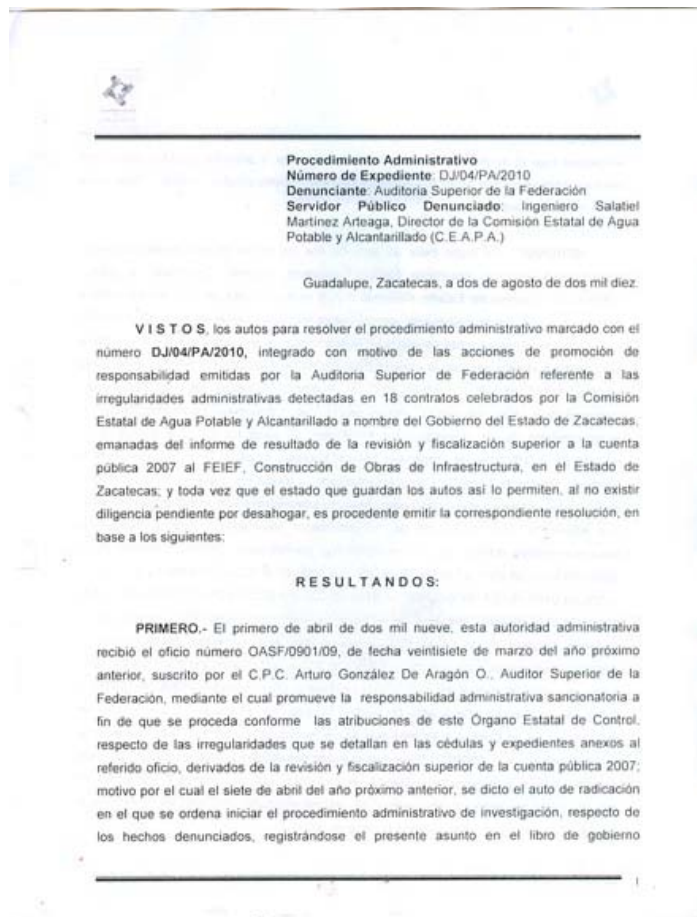 Procedimiento Administrativo
Número de Expediente: DJ/04/PA/2010
Denunciante: Auditoria Superior de la Federación
Servidor Público Denunciado: Ingeniero Salatiel
Martínez Arteaga, Director de la Comisión Estatal de Agua
Potable y Alcantarillado (C.E.A.P.A.)
Guadalupe, Zacatecas, a dos de agosto de dos mil diez.
V I S T O S, los autos para resolver el procedimiento administrativo marcado con el
número DJ/04/PA/2010, integrado con motivo de las acciones de promoción de
responsabilidad emitidas por la Auditoria Superior de Federación referente a las
irregularidades administrativas detectadas en 18 contratos celebrados por la Comisión
Estatal de Agua Potable y Alcantarillado a nombre del Gobierno del Estado de Zacatecas,
emanadas del informe de resultado de la revisión y fiscalización superior a la cuenta
pública 2007 al FEIEF, Construcción de Obras de Infraestructura, en el Estado de
Zacatecas; y toda vez que el estado que guardan los autos así lo permiten, al no existir
diligencia pendiente por desahogar, es procedente emitir la correspondiente resolución, en
base a los siguientes:
R E S U L T A N D O S:
PRIMERO.- El primero de abril de dos mil nueve, esta autoridad administrativa
recibió el oficio número OASF/0901/09, de fecha veintisiete de marzo del año próximo
anterior, suscrito por el C.P.C. Arturo González De Aragón O., Auditor Superior de la
Federación, mediante el cual promueve la responsabilidad administrativa sancionatoria a
fin de que se proceda conforme las atribuciones de este Órgano Estatal de Control,
respecto de las irregularidades que se detallan en las cédulas y expedientes anexos al
referido oficio, derivados de la revisión y fiscalización superior de la cuenta pública 2007;
motivo por el cual el siete de abril del año próximo anterior, se dicto el auto de radicación
en el que se ordena iniciar el procedimiento administrativo de investigación, respecto de
los hechos denunciados, registrándose el presente asunto en el libro de gobierno
1